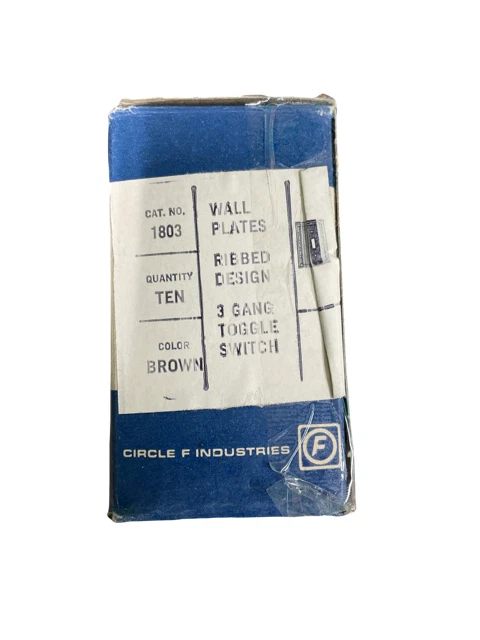 CAT. NO.
1803
QUANTITY
TEN
COLOR
BROWN
WALL
PLATES
RIBBED
DESIGN
3 GANG
TOGGLE
SWITCH
CIRCLE F INDUSTRIES
F